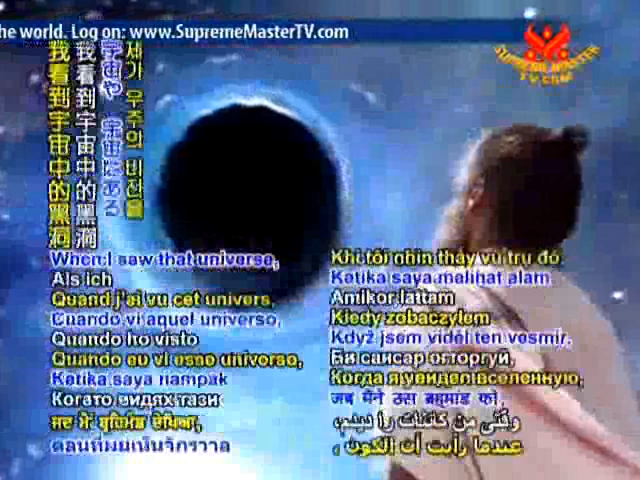 he world. Log on: www.SupremeMasterTV.com
SUPREME MASTER
TV.COM
제가 우주의 비전을
宇宙や 宇宙にある
我看到宇宙中的黑洞
我看到宇宙中的黑洞
When I saw that universe,
Als ich
Quand j'ai vu cet univers,
Cuando vi aquel universo,
Quando ho visto
Quando eu vi esse universo,
Ketika saya nampak
Когато видях тази
ਜਦ ਮੈਂ ਬ੍ਰਹਿਮੰਡ ਦੇਖਿਆ,
ตอนที่ผมเห็นจักรวาล
Khi tôi nhìn thấy vũ trụ đó,
Ketika saya melihat alam
Amikor láttam
Kiedy zobaczyłem
Když jsem viděl ten vesmír,
Би сансар огторгуй,
Когда я увидел вселенную,
जब मैंने उस ब्रह्मांड को,
وقتی من کائنات را دیدم،
عندما رأيت أن الكون،